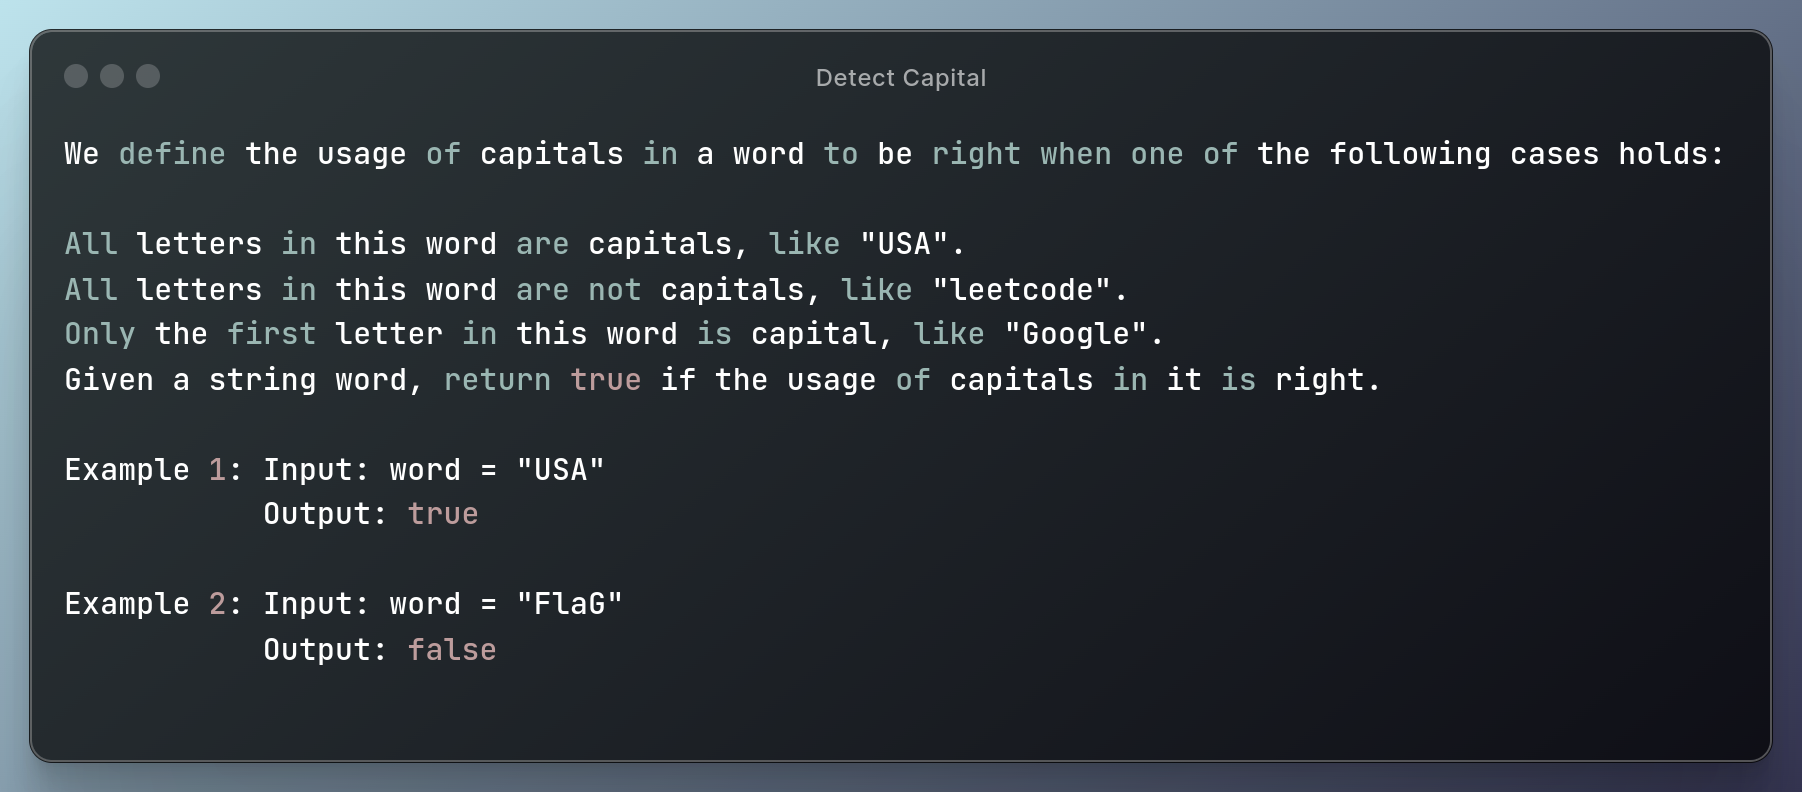 Detect Capital
We define the usage of capitals in a word to be right when one of the following cases holds:
All letters in this word are capitals, like "USA".
All letters in this word are not capitals, like "leetcode".
Only the first letter in this word is capital, like "Google".
Given a string word, return true if the usage of capitals in it is right.
Example 1: Input: word = "USA"
Output: true
Example 2: Input: word = "FlaG"
Output: false